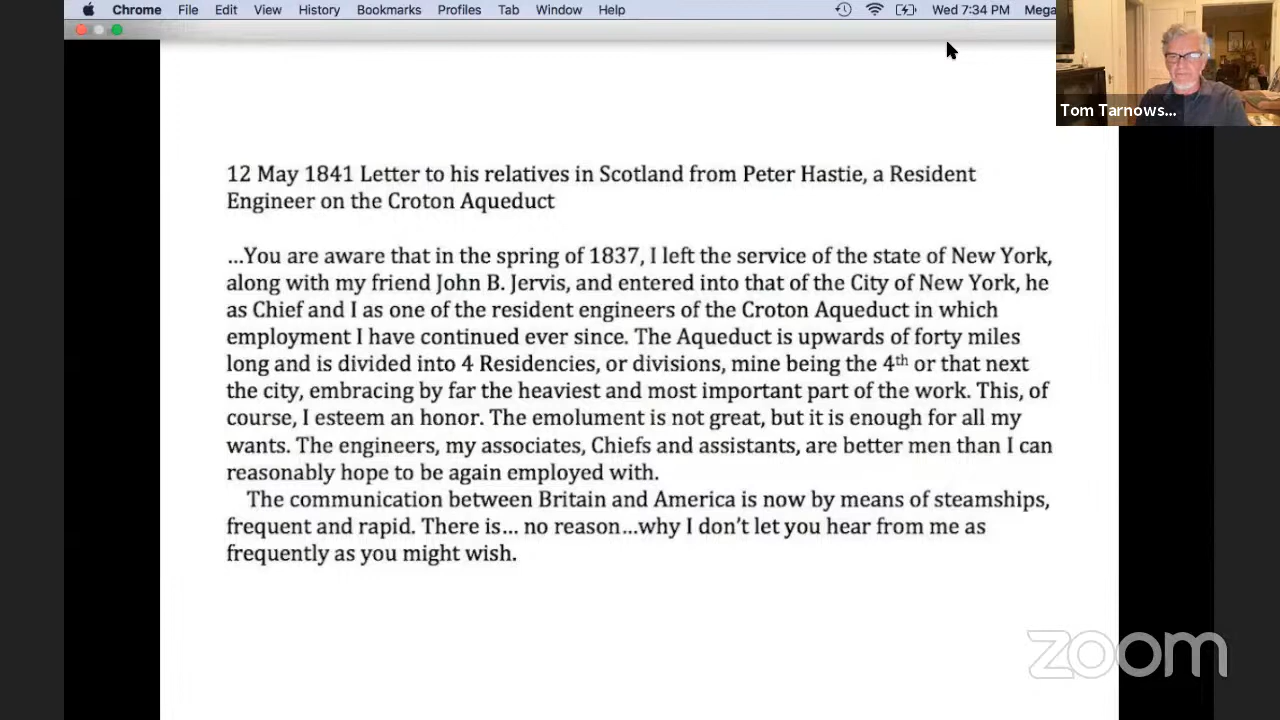 Chrome File Edit View History Bookmarks Profiles Tab Window Help Wed 7:34 PM Mega
Tom Tarnows...
12 May 1841 Letter to his relatives in Scotland from Peter Hastie, a Resident
Engineer on the Croton Aqueduct
...You are aware that in the spring of 1837, I left the service of the state of New York,
along with my friend John B. Jervis, and entered into that of the City of New York, he
as Chief and I as one of the resident engineers of the Croton Aqueduct in which
employment I have continued ever since. The Aqueduct is upwards of forty miles
long and is divided into 4 Residencies, or divisions, mine being the 4th or that next
the city, embracing by far the heaviest and most important part of the work. This, of
course, I esteem an honor. The emolument is not great, but it is enough for all my
wants. The engineers, my associates, Chiefs and assistants, are better men than I can
reasonably hope to be again employed with.
The communication between Britain and America is now by means of steamships,
frequent and rapid. There is... no reason...why I don't let you hear from me as
frequently as you might wish.
zoom